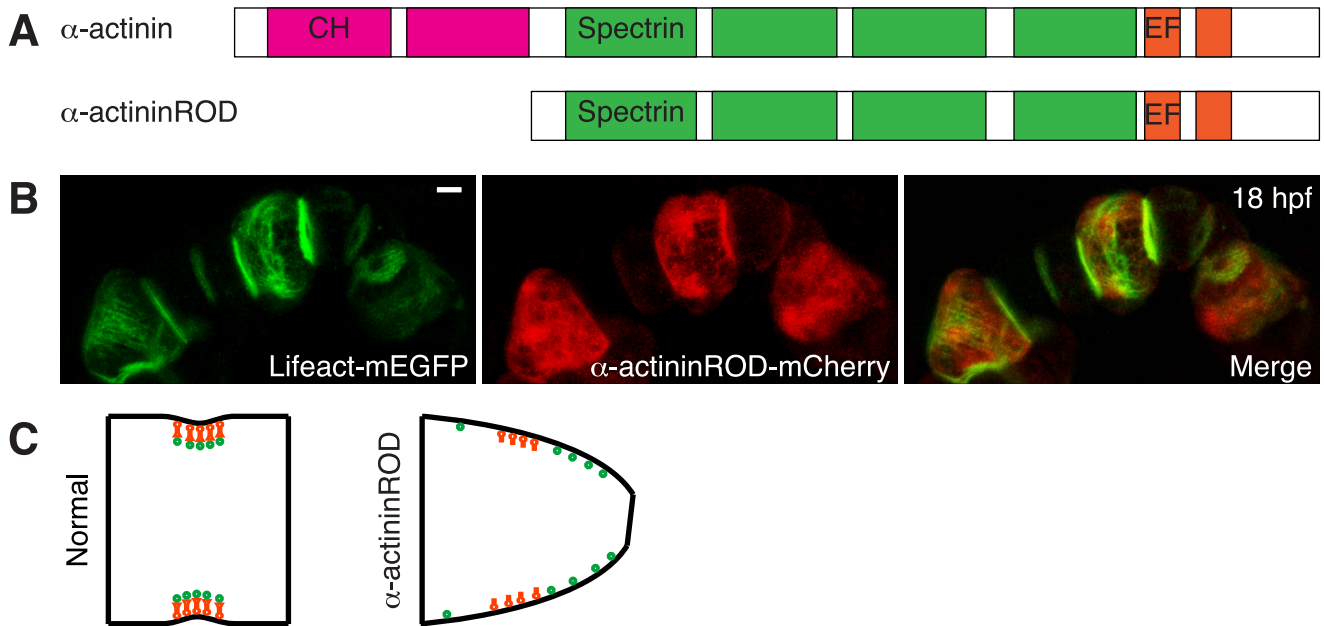 A
α-actinin
CH
Spectrin
EF
α-actininROD
Spectrin
EF
B
18 hpf
Lifeact-mEGFP
α-actininROD-mCherry
Merge
C
Normal
α-actininROD